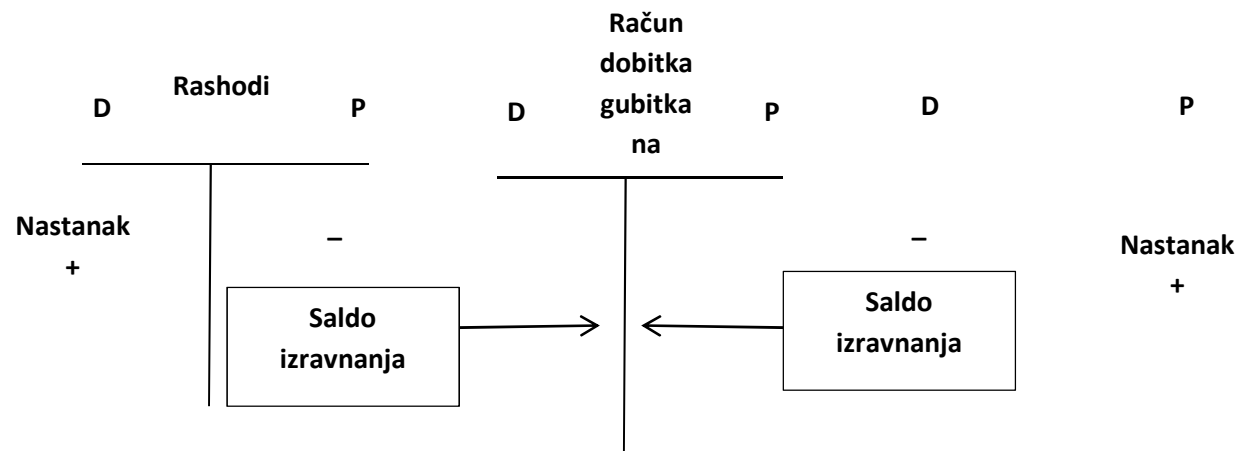 Rashodi
D
P
Račun
dobitka
gubitka
na
D
P
D
P
Nastanak
+
–
Saldo
izravnanja
–
Saldo
izravnanja
Nastanak
+